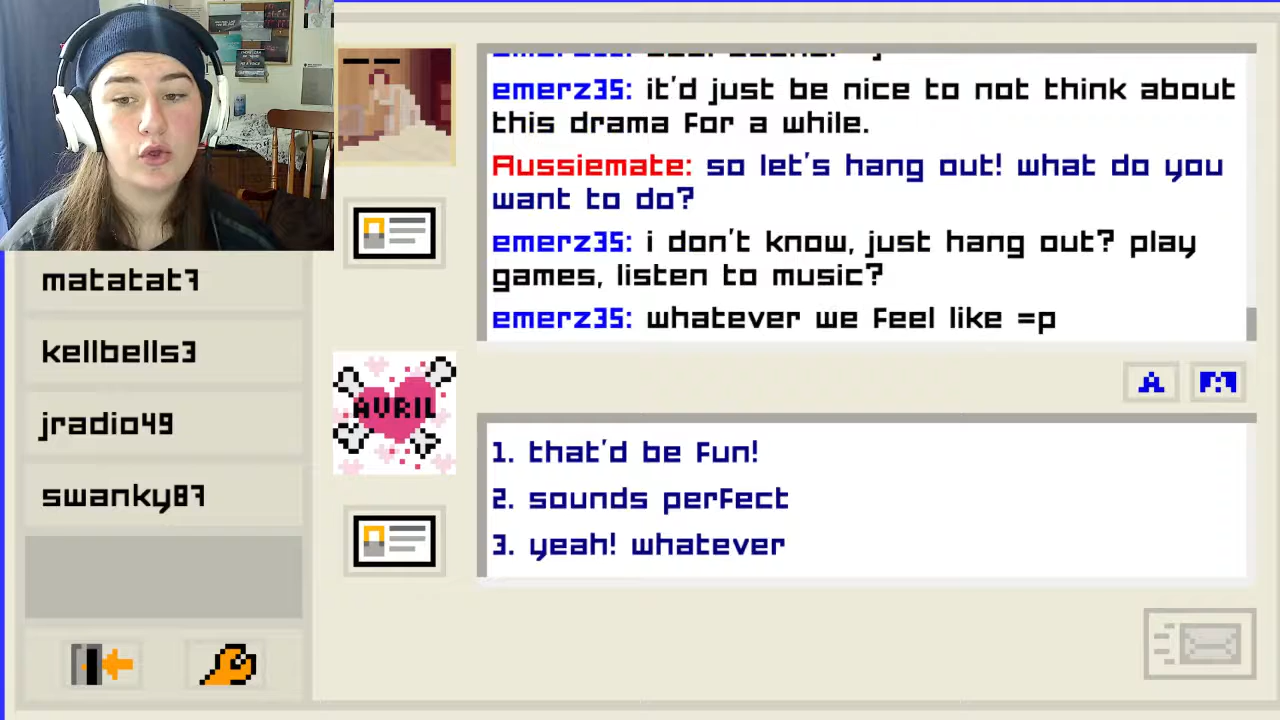 emerz35: it'd just be nice to not think about
this drama for a while.
Aussiemate: so let's hang out! what do you
want to do?
emerz35: i don't know, just hang out? play
games, listen to music?
emerz35: whatever we feel like =p
matatat7
kellbells3
jradio49
swanky87
AVRIL
A M
1. that'd be fun!
2. sounds perfect
3. yeah! whatever